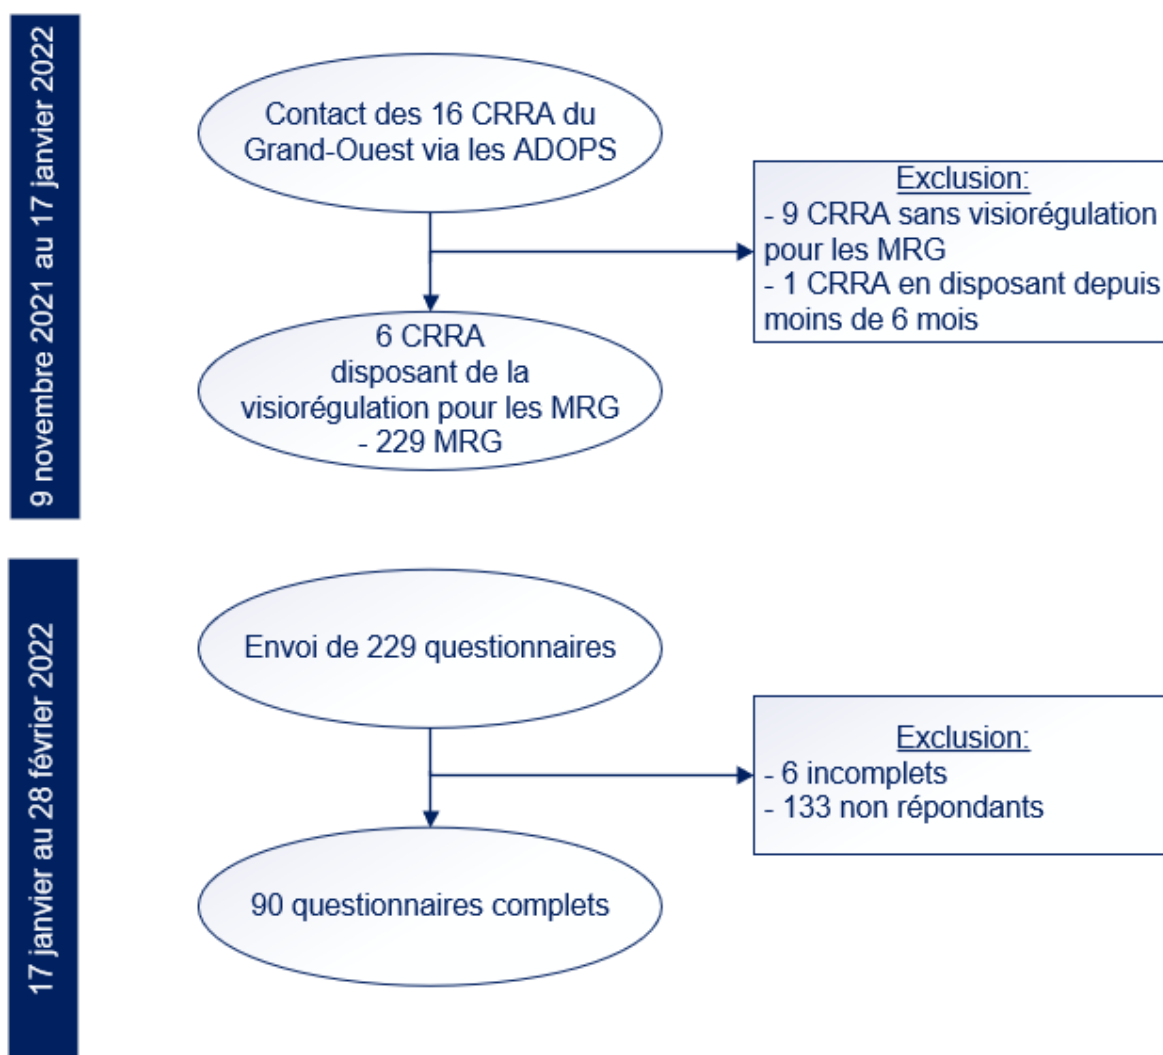 9 novembre 2021 au 17 janvier 2022
Contact des 16 CRRA du
Grand-Ouest via les ADOPS
Exclusion:
- 9 CRRA sans visiorégulation
pour les MRG
- 1 CRRA en disposant depuis
moins de 6 mois
6 CRRA
disposant de la
visiorégulation pour les MRG
- 229 MRG
17 janvier au 28 février 2022
Envoi de 229 questionnaires
Exclusion:
- 6 incomplets
- 133 non répondants
90 questionnaires complets